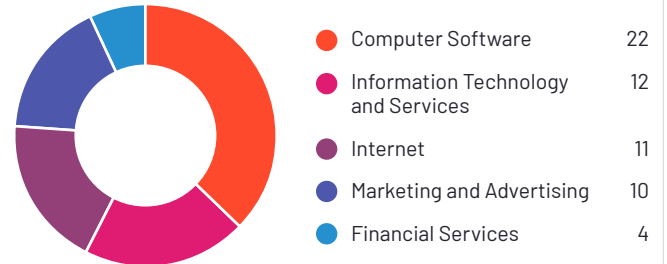 Computer Software 22
Information Technology 12
and Services
Internet 11
Marketing and Advertising 10
Financial Services 4